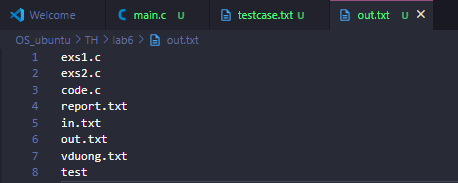 Welcome
main.c U
testcase.txt U
out.txt U ×
OS_ubuntu > TH > lab6 > out.txt
1 exs1.c
2 exs2.c
3 code.c
4 report.txt
5 in.txt
6 out.txt
7 vduong.txt
8 test